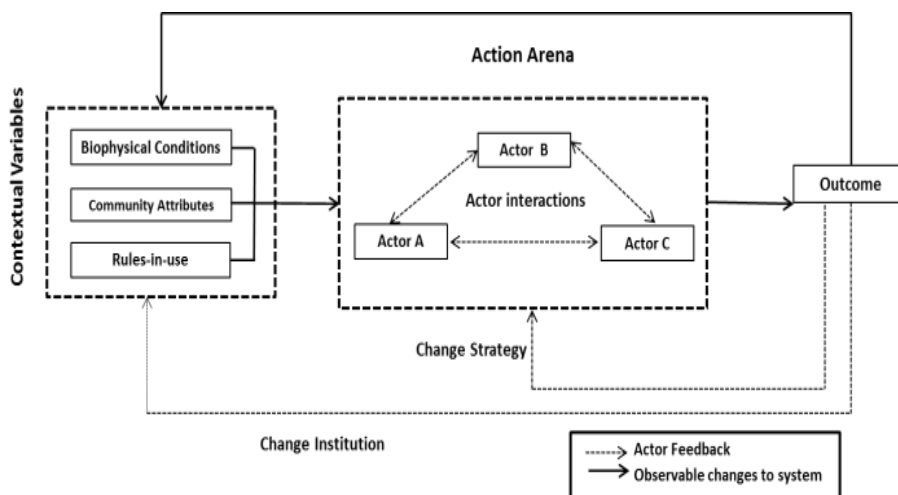 Action Arena
Contextual Variables
Biophysical Conditions
Community Attributes
Rules-in-use
Actor B
Actor interactions
Actor A
Actor C
Outcome
Change Strategy
Change Institution
Actor Feedback
Observable changes to system